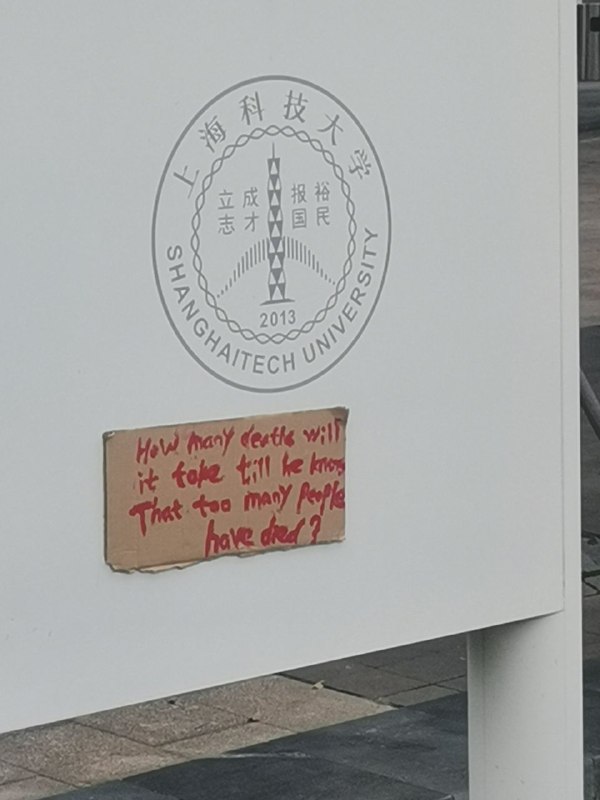 上海科技大学
立志 成才 报国 裕民
2013
SHANGHAITECH UNIVERSITY
How many deaths will
it take till he knows
That too many People
have died?